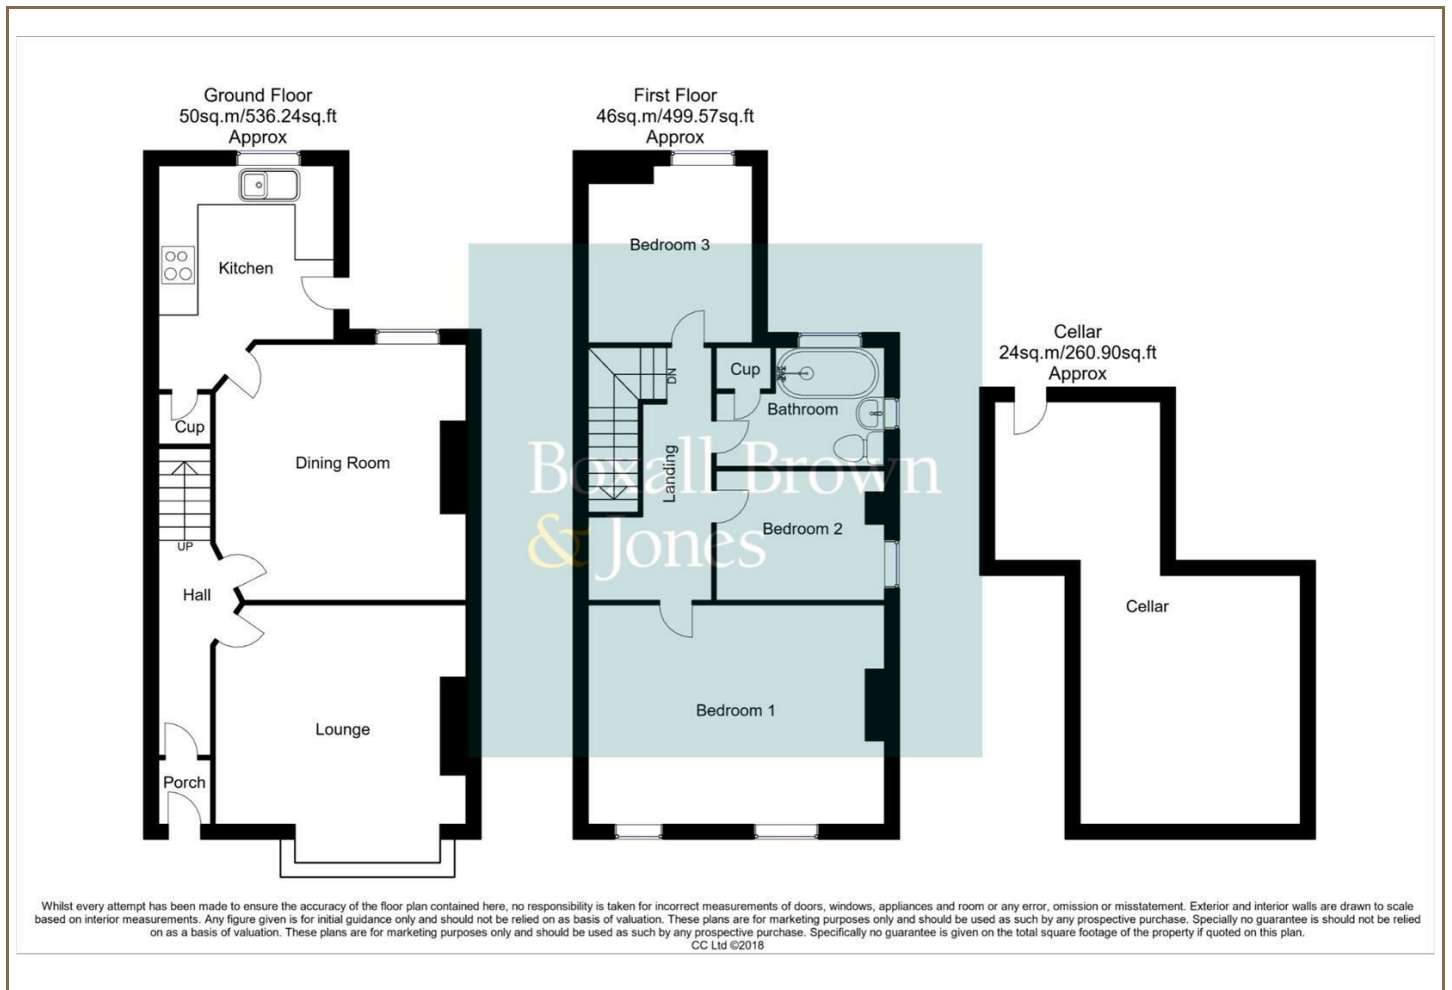 Ground Floor
50sq.m/536.24sq.ft
Approx
Kitchen
Cup
Dining Room
UP
Hall
Lounge
Porch
First Floor
46sq.m/499.57sq.ft
Approx
Bedroom 3
DN
Cup
Bathroom
Landing
Bedroom 2
Bedroom 1
Boxall Brown
& Jones
Cellar
24sq.m/260.90sq.ft
Approx
Cellar
Whilst every attempt has been made to ensure the accuracy of the floor plan contained here, no responsibility is taken for incorrect measurements of doors, windows, appliances and room or any error, omission or misstatement. Exterior and interior walls are drawn to scale
based on interior measurements. Any figure given is for initial guidance only and should not be relied on as basis of valuation. These plans are for marketing purposes only and should be used as such by any prospective purchase. Specially no guarantee is should not be relied
on as a basis of valuation. These plans are for marketing purposes only and should be used as such by any prospective purchase. Specifically no guarantee is given on the total square footage of the property if quoted on this plan.
CC Ltd ©2018